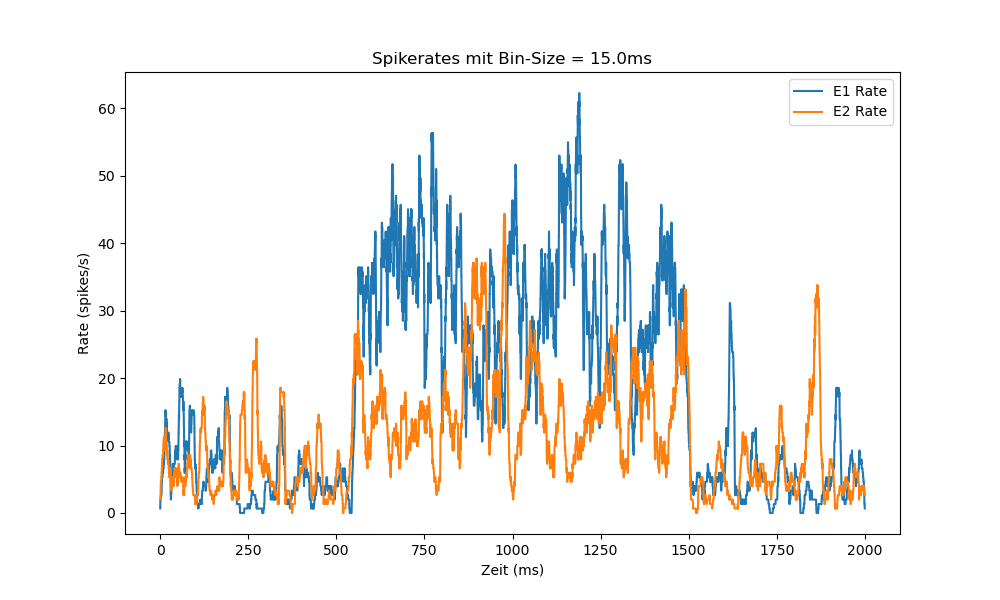 Spikerates mit Bin-Size = 15.0ms
E1 Rate
E2 Rate
Rate (spikes/s)
60
50
40
30
20
10
0
0 250 500 750 1000 1250 1500 1750 2000
Zeit (ms)